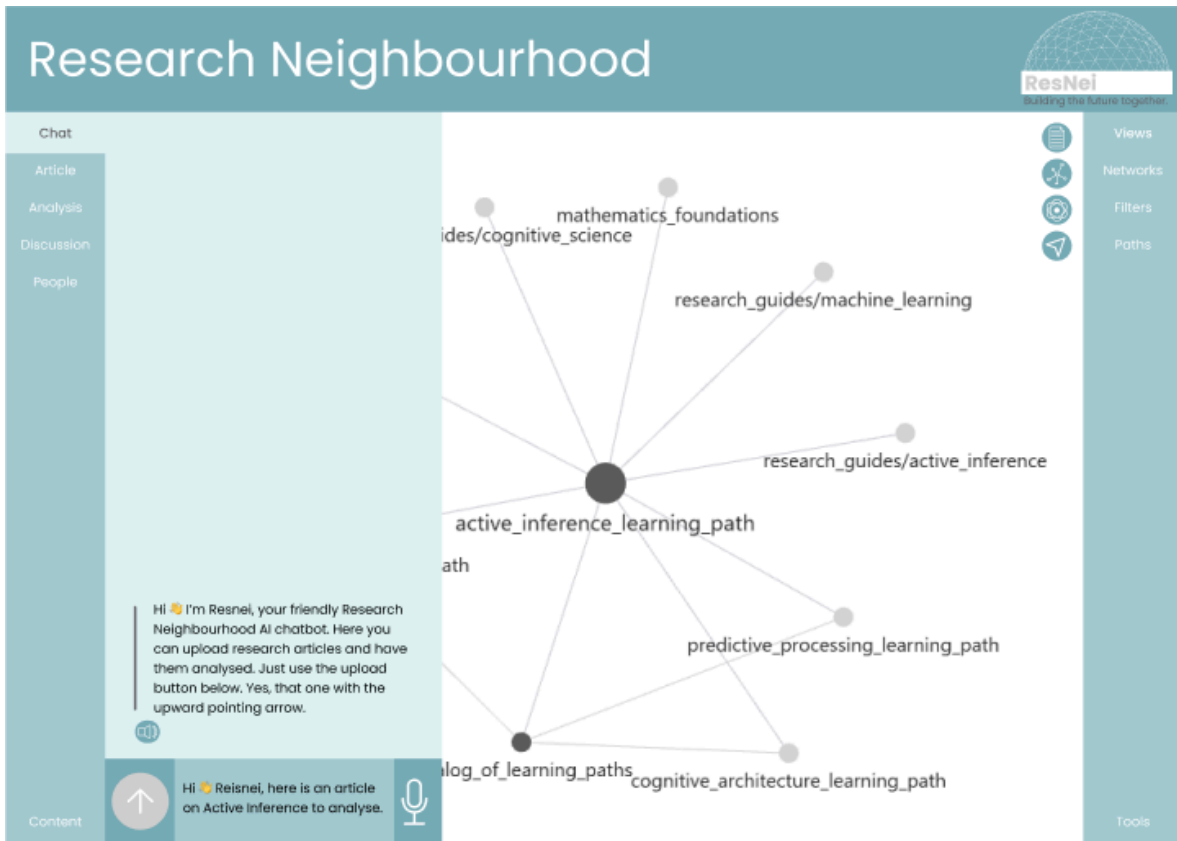 Research Neighbourhood
ResNei
Building the future together.
Chat
Article
Analysis
Discussion
People
Content
Hi 👋 I'm Resnei, your friendly Research
Neighbourhood AI chatbot. Here you
can upload research articles and have
them analysed. Just use the upload
button below. Yes, that one with the
upward pointing arrow.
Hi 👋 Reisnei, here is an article
on Active Inference to analyse.
mathematics_foundations
ides/cognitive_science
research_guides/machine_learning
research_guides/active_inference
active_inference_learning_path
ath
predictive_processing_learning_path
log_of_learning_paths
cognitive_architecture_learning_path
Views
Networks
Filters
Paths
Tools